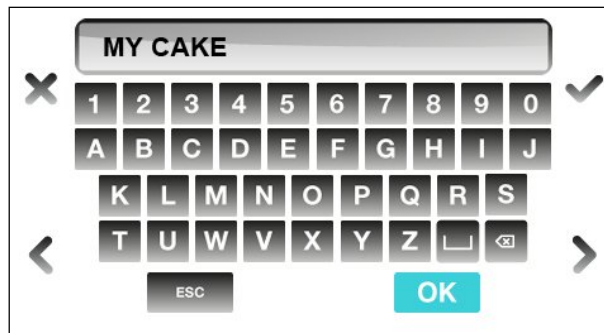 MY CAKE
1 2 3 4 5 6 7 8 9 0
A B C D E F G H I J
K L M N O P Q R S
T U W V X Y Z
ESC OK